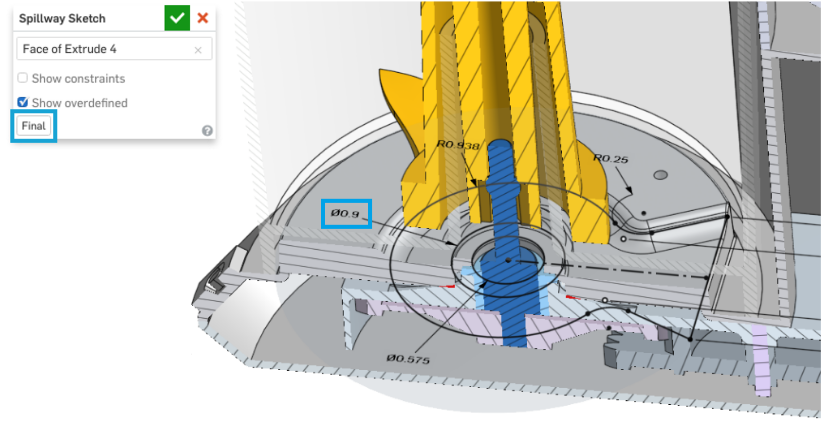 Spillway Sketch
Face of Extrude 4
Show constraints
Show overdefined
Final
R0.938
R0.25
Ø0.9
Ø0.575